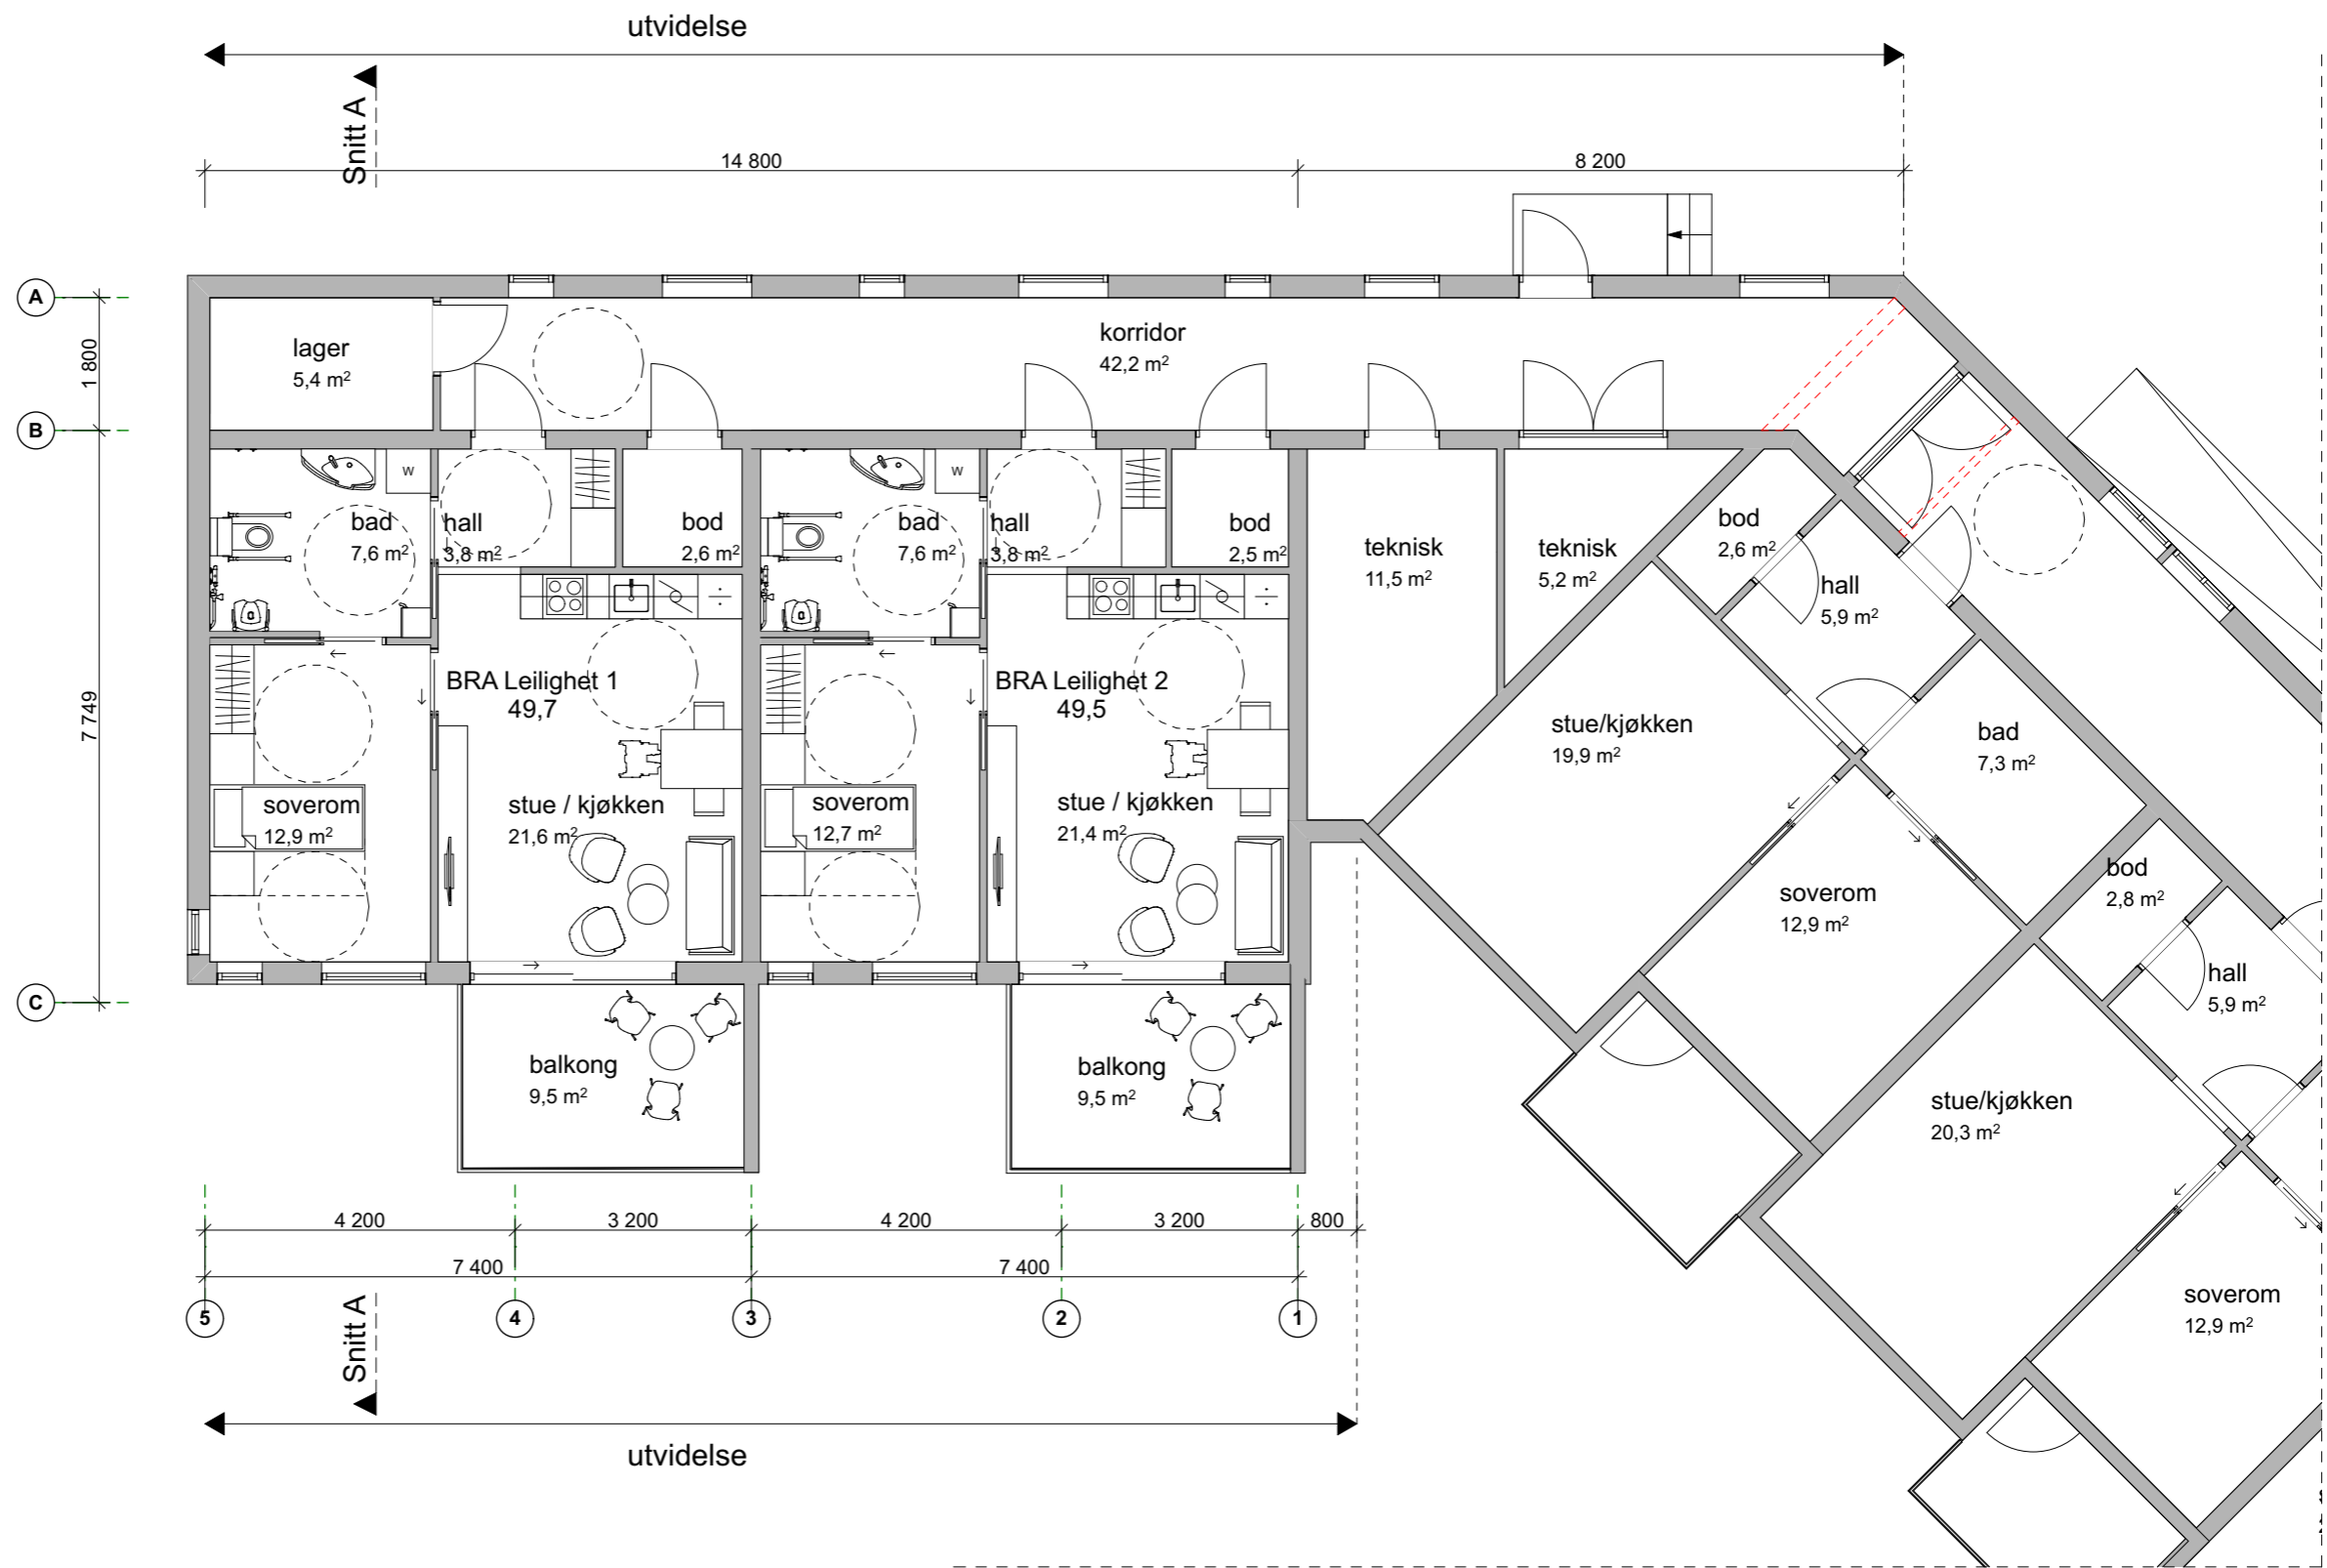 utvidelse
Snitt A
14 800
8 200
A
1 800
B
7 749
C
lager
5,4 m²
korridor
42,2 m²
bad
7,6 m²
w
hall
3,8 m²
bod
2,6 m²
bad
7,6 m²
w
hall
3,8 m²
bod
2,5 m²
teknisk
11,5 m²
teknisk
5,2 m²
bod
2,6 m²
hall
5,9 m²
BRA Leilighet 1
49,7
BRA Leilighet 2
49,5
stue/kjøkken
19,9 m²
bad
7,3 m²
soverom
12,9 m²
stue / kjøkken
21,6 m²
soverom
12,7 m²
stue / kjøkken
21,4 m²
soverom
12,9 m²
bod
2,8 m²
hall
5,9 m²
balkong
9,5 m²
balkong
9,5 m²
stue/kjøkken
20,3 m²
soverom
12,9 m²
4 200
3 200
4 200
3 200
800
7 400
7 400
5
4
3
2
1
Snitt A
utvidelse